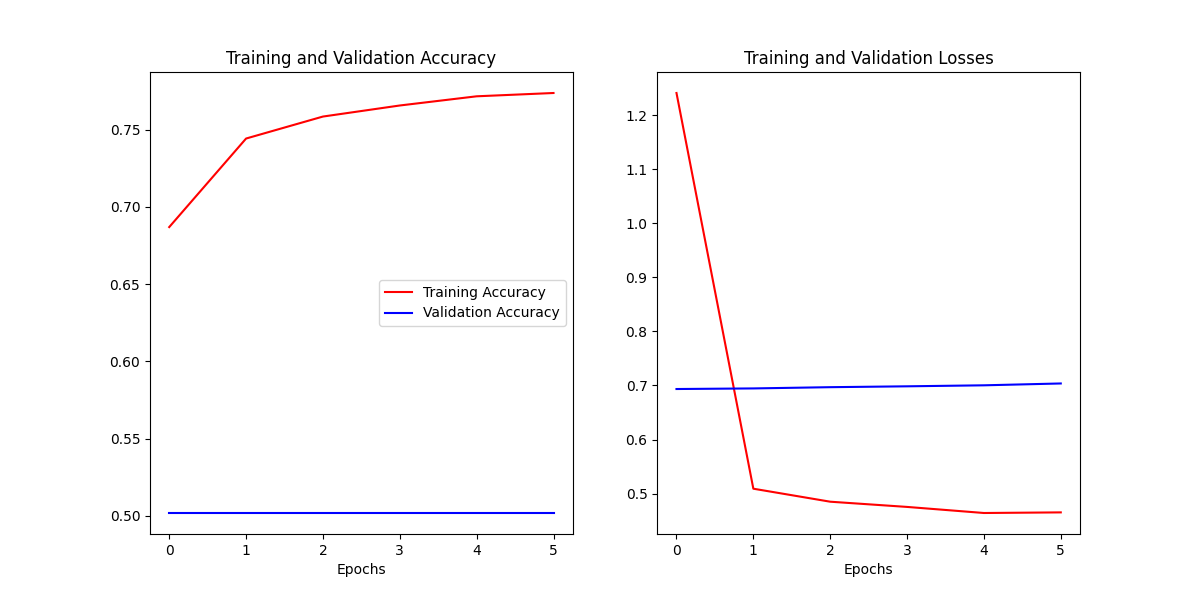 Training and Validation Accuracy
0.75
0.70
0.65
0.60
0.55
0.50
0 1 2 3 4 5
Epochs
Training Accuracy
Validation Accuracy
Training and Validation Losses
1.2
1.1
1.0
0.9
0.8
0.7
0.6
0.5
0 1 2 3 4 5
Epochs